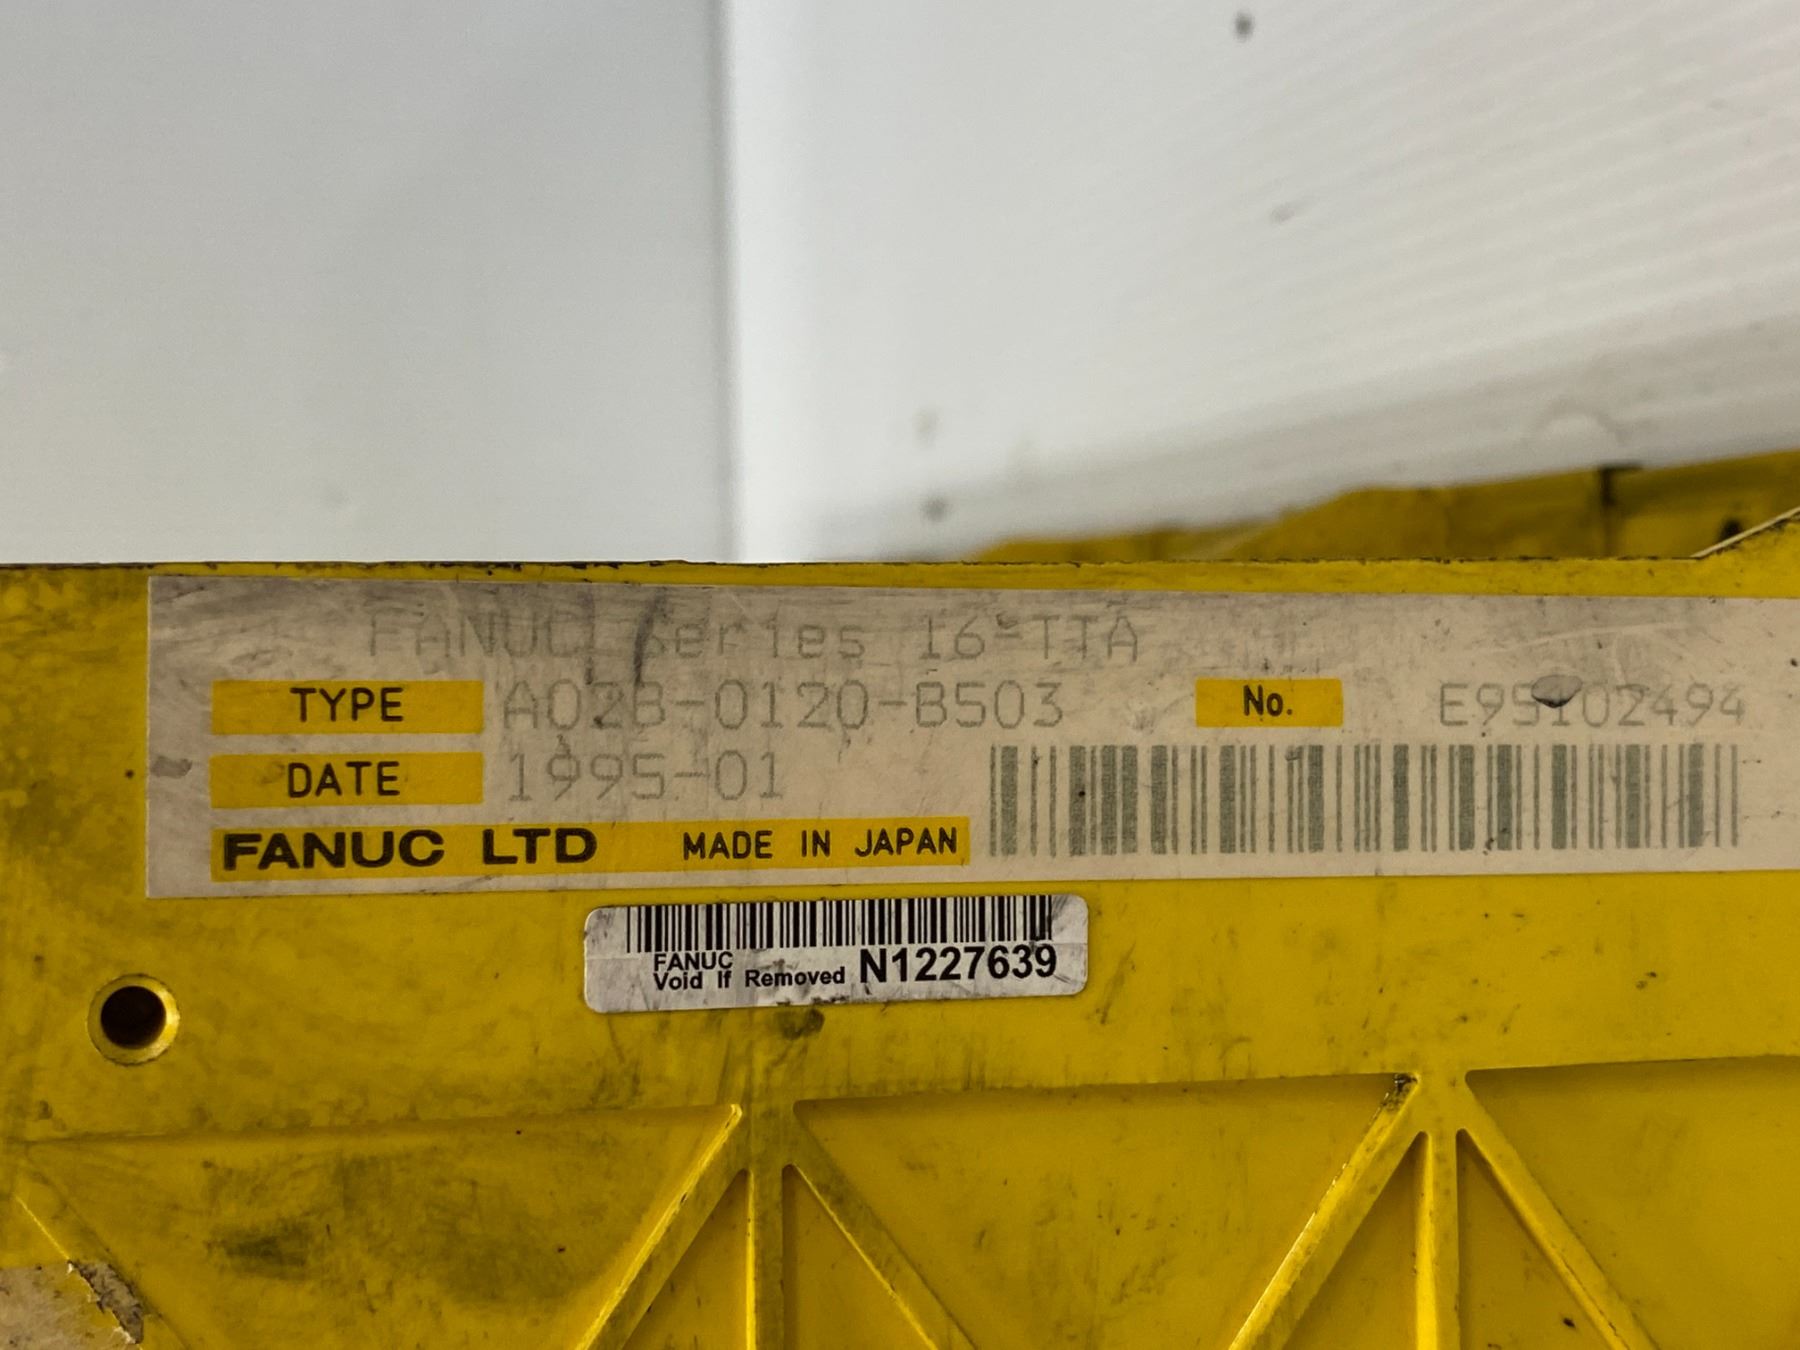 FANUC Series 16-TTA
TYPE A02B-0120-B503 No. E95102494
DATE 1995-01
FANUC LTD MADE IN JAPAN
FANUC
Void If Removed N1227639